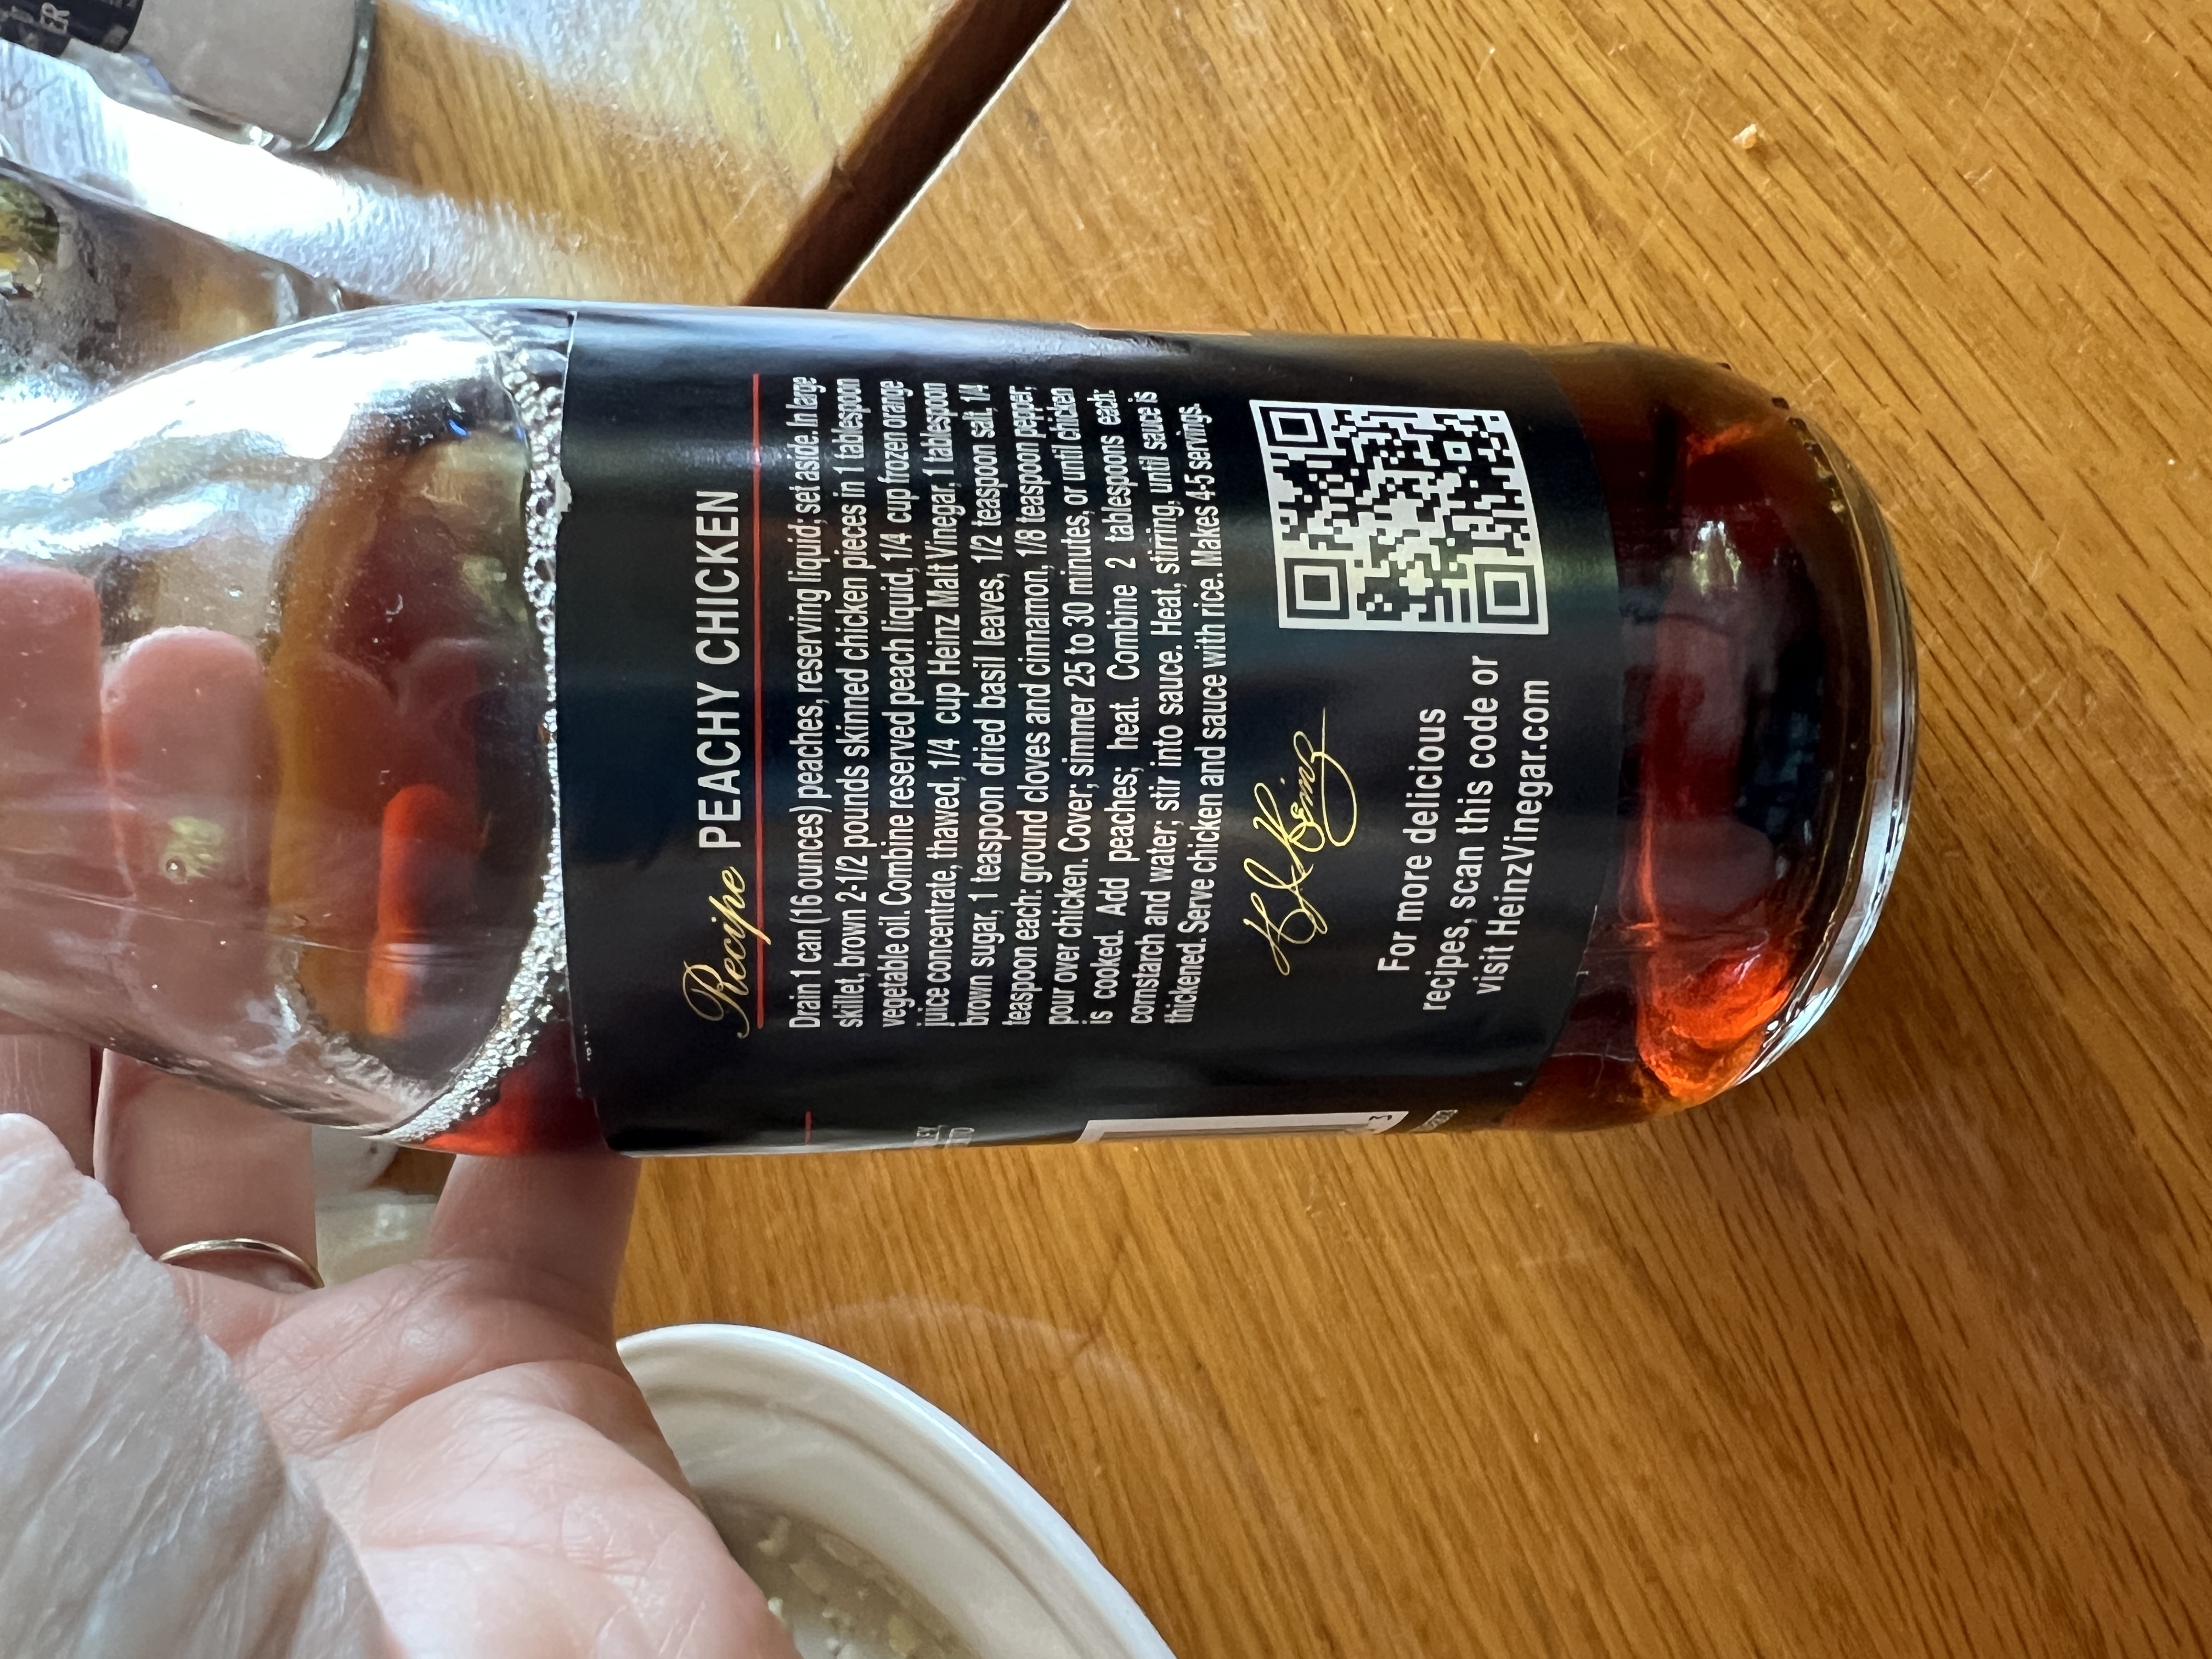 Recipe PEACHY CHICKEN
Drain 1 can (16 ounces) peaches, reserving liquid; set aside. In large
skillet, brown 2-1/2 pounds skinned chicken pieces in 1 tablespoon
vegetable oil. Combine reserved peach liquid, 1/4 cup frozen orange
juice concentrate, thawed, 1/4 cup Heinz Malt Vinegar, 1 tablespoon
brown sugar, 1 teaspoon dried basil leaves, 1/2 teaspoon salt, 1/4
teaspoon each: ground cloves and cinnamon, 1/8 teaspoon pepper;
pour over chicken. Cover; simmer 25 to 30 minutes, or until chicken
is cooked. Add peaches; heat. Combine 2 tablespoons each:
cornstarch and water; stir into sauce. Heat, stirring, until sauce is
thickened. Serve chicken and sauce with rice. Makes 4-5 servings.
H J Heinz
For more delicious
recipes, scan this code or
visit HeinzVinegar.com
3